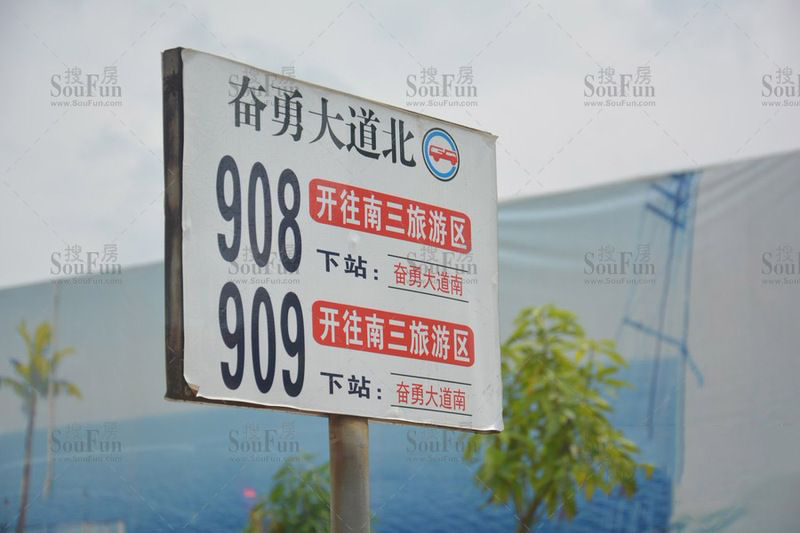 奋勇大道北
908 开往南三旅游区
下站：奋勇大道南
909 开往南三旅游区
下站：奋勇大道南
搜房 SouFun
www.SouFun.com